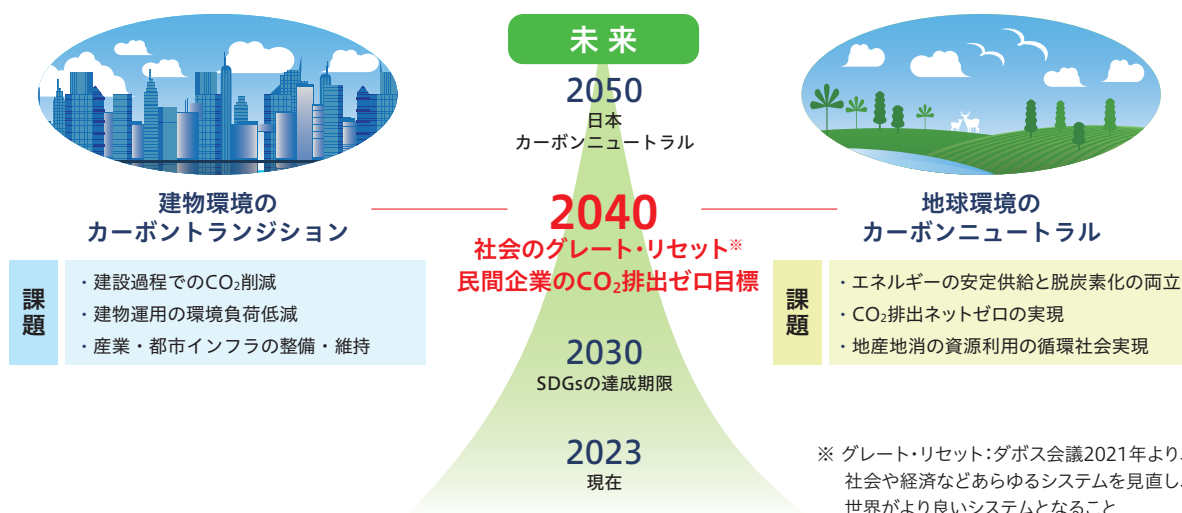 未来
2050
日本
カーボンニュートラル
建物環境の
カーボントランジション
課題
・建設過程でのCO₂削減
・建物運用の環境負荷低減
・産業・都市インフラの整備・維持
2040
社会のグレート・リセット※
民間企業のCO₂排出ゼロ目標
地球環境の
カーボンニュートラル
課題
・エネルギーの安定供給と脱炭素化の両立
・CO₂排出ネットゼロの実現
・地産地消の資源利用の循環社会実現
2030
SDGsの達成期限
2023
現在
※ グレート・リセット：ダボス会議2021年より、
社会や経済などあらゆるシステムを見直し、
世界がより良いシステムとなること